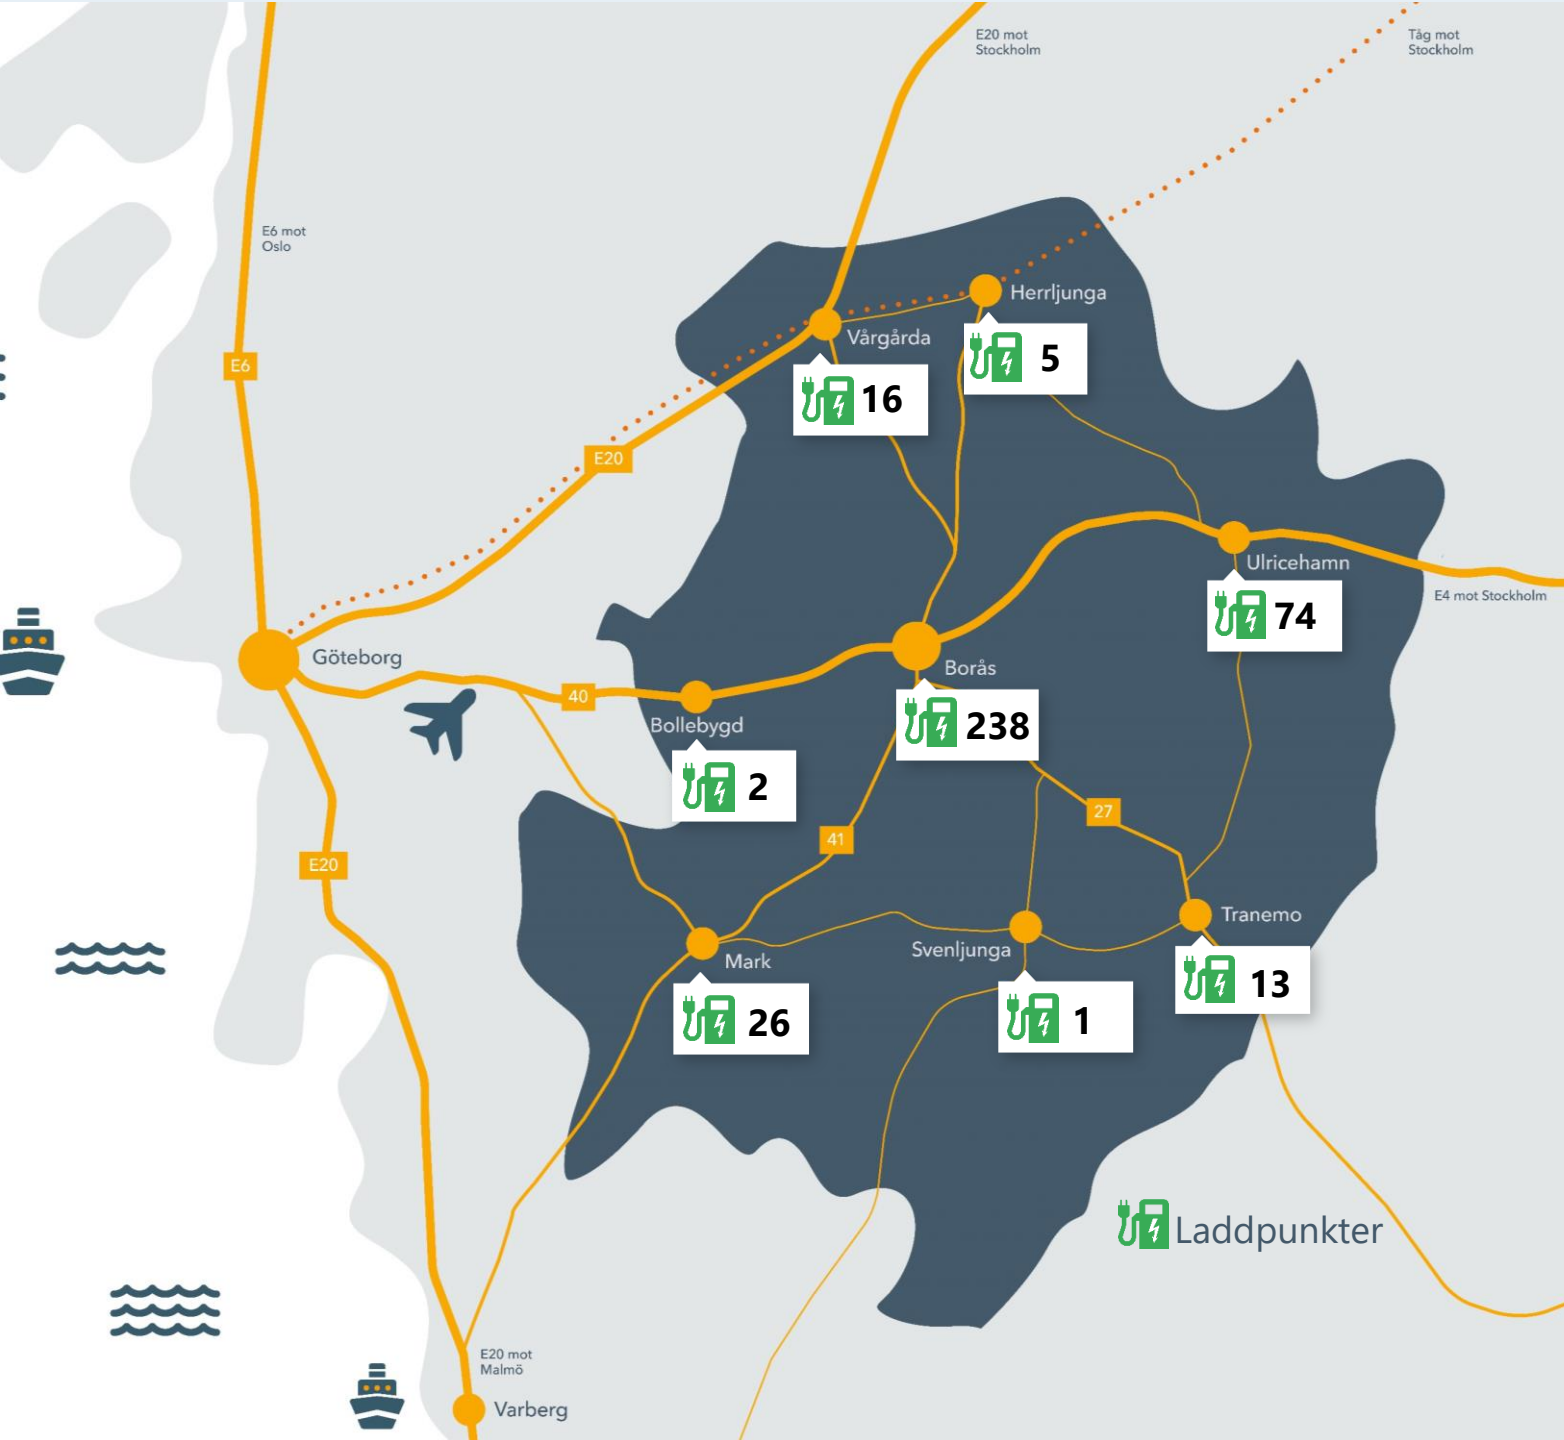 E20 mot
Stockholm
Tåg mot
Stockholm
E6 mot
Oslo
Herrljunga
Vårgårda
5
E6
16
E20
Ulricehamn
E4 mot Stockholm
74
Göteborg
Borås
40
Bollebygd
238
2
27
41
E20
Tranemo
Svenljunga
Mark
13
26
1
Laddpunkter
E20 mot
Malmö
Varberg